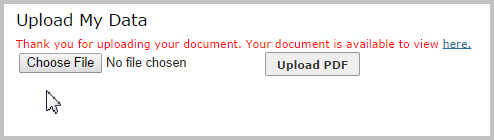 Upload My Data
Thank you for uploading your document. Your document is available to view here.
Choose File No file chosen Upload PDF